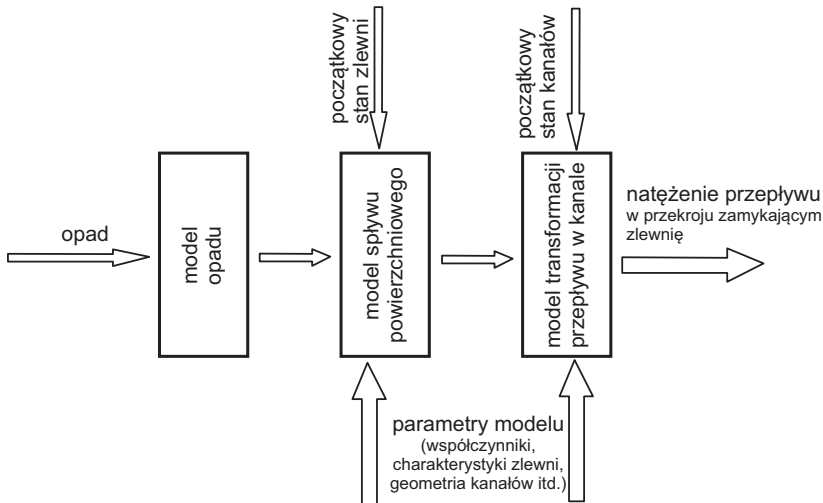 opad
model
opadu
początkowy
stan zlewni
model spływu
powierzchniowego
początkowy
stan kanałów
model transformacji
przepływu w kanale
natężenie przepływu
w przekroju zamykającym
zlewnię
parametry modelu
(współczynniki,
charakterystyki zlewni,
geometria kanałów itd.)